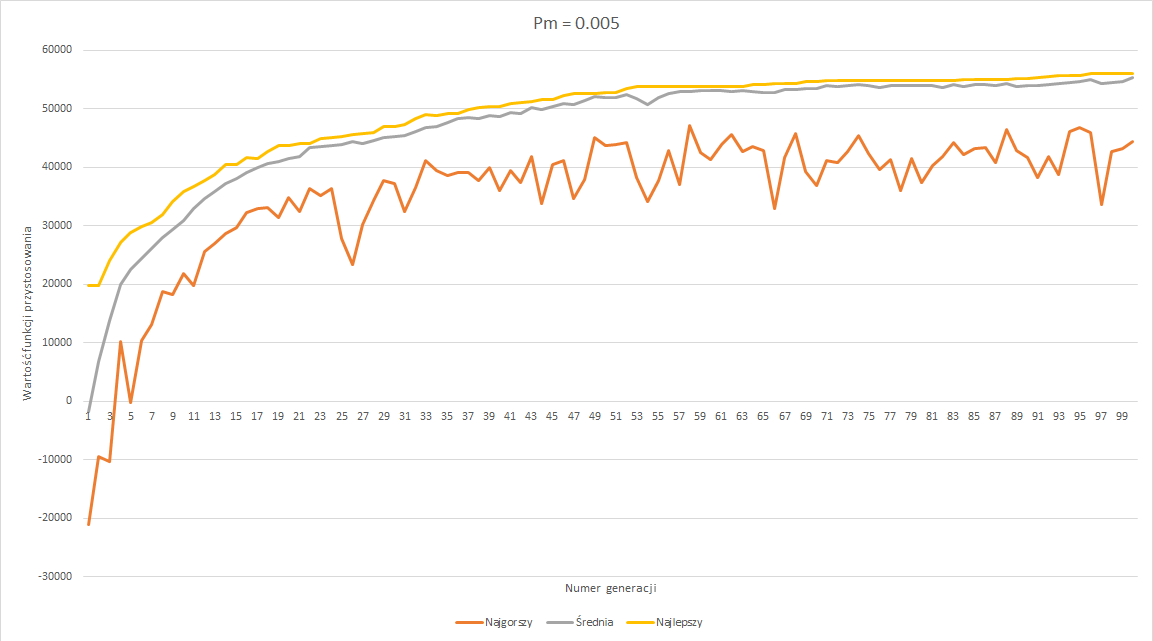 Pm = 0.005
60000
50000
40000
30000
20000
10000
0
-10000
-20000
-30000
Wartość funkcji przystosowania
1 3 5 7 9 11 13 15 17 19 21 23 25 27 29 31 33 35 37 39 41 43 45 47 49 51 53 55 57 59 61 63 65 67 69 71 73 75 77 79 81 83 85 87 89 91 93 95 97 99
Numer generacji
Najgorszy Średnia Najlepszy